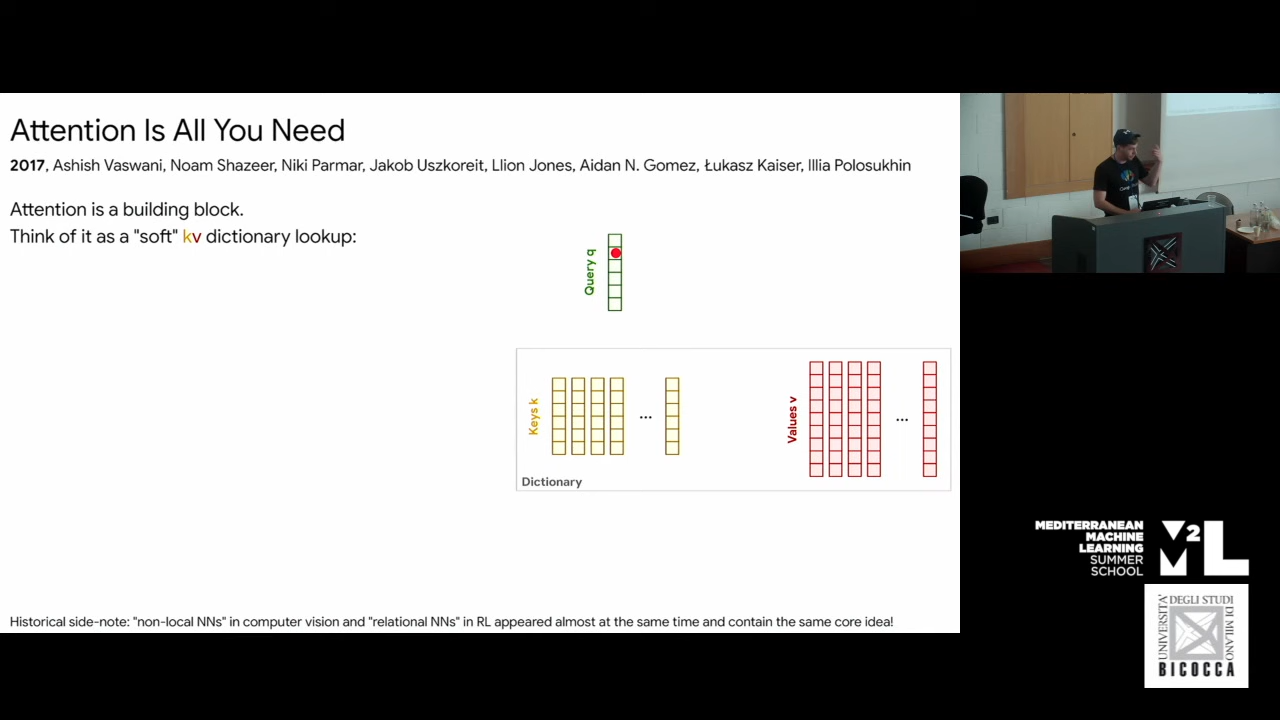 Attention Is All You Need
2017, Ashish Vaswani, Noam Shazeer, Niki Parmar, Jakob Uszkoreit, Llion Jones, Aidan N. Gomez, Łukasz Kaiser, Illia Polosukhin
Attention is a building block.
Think of it as a "soft" kv dictionary lookup:
Query q
Keys k
...
Values v
...
Dictionary
Historical side-note: "non-local NNs" in computer vision and "relational NNs" in RL appeared almost at the same time and contain the same core idea!
MEDITERRANEAN
MACHINE
LEARNING
SUMMER
SCHOOL
M2L
UNIVERSITA'
DEGLI STUDI
DI MILANO
BICOCCA